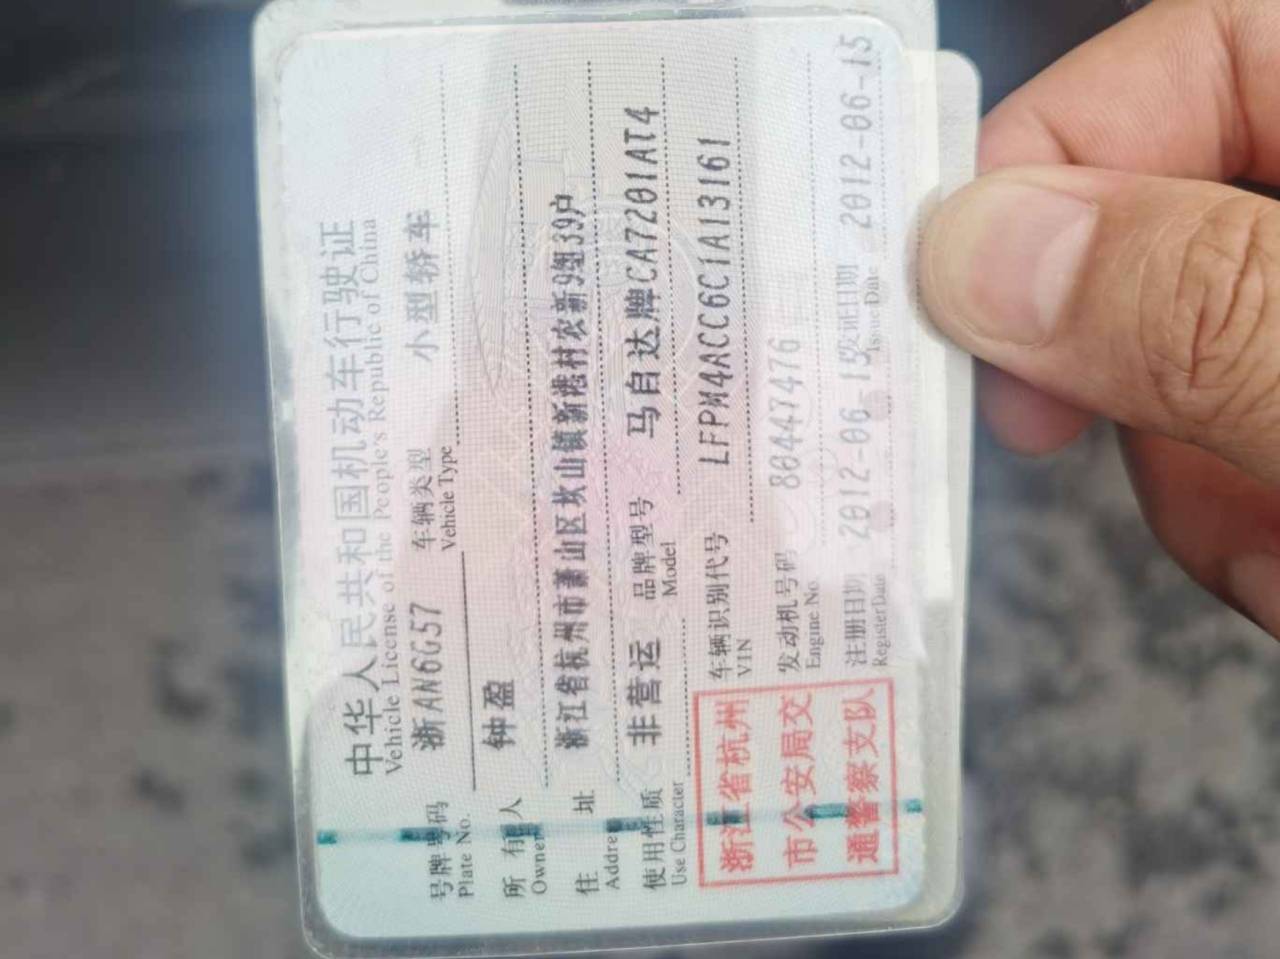 中华人民共和国机动车行驶证
Vehicle License of the People's Republic of China
号牌号码 浙AN6G57 车辆类型 小型轿车
Plate No. Vehicle Type
所有人 钟盈
Owner
住址 浙江省杭州市萧山区坎山镇新港村农新9组39户
Addre
使用性质 非营运 品牌型号 马自达牌CA7201AT4
Use Character Model
车辆识别代号 LFPM4ACC6C1A13161
VIN
发动机号码 80447476
Engine No.
注册日期 2012-06-15 发证日期 2012-06-15
Register Date Issue Date
浙江省杭州
市公安局交
通警察支队